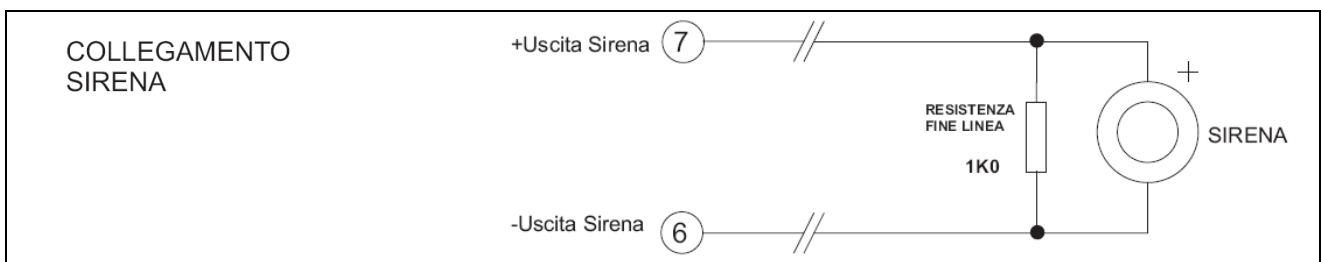 COLLEGAMENTO
SIRENA
+Uscita Sirena 7
+
RESISTENZA
FINE LINEA
1K0
SIRENA
-Uscita Sirena 6